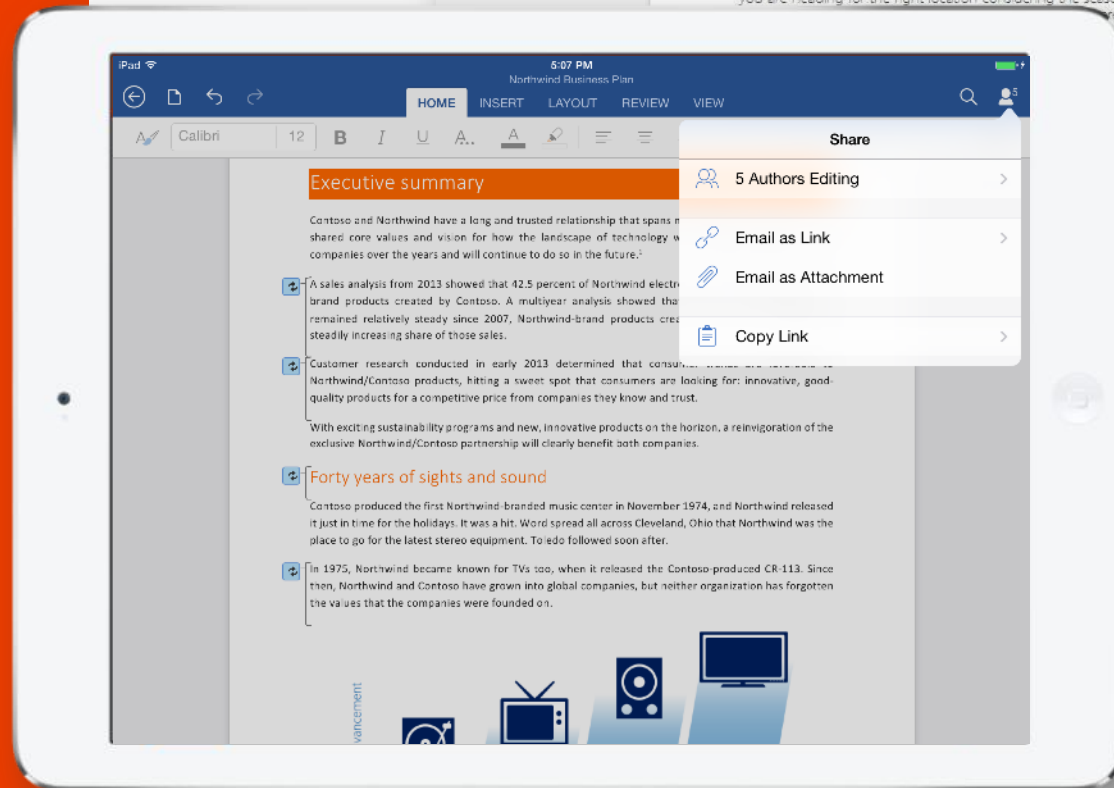 you are heading for the right location considering the
iPad
5:07 PM
Northwind Business Plan
HOME INSERT LAYOUT REVIEW VIEW
5
Calibri 12 B I U A.. A
Share
5 Authors Editing
Email as Link
Email as Attachment
Copy Link
Executive summary
Contoso and Northwind have a long and trusted relationship that spans
shared core values and vision for how the landscape of technology
companies over the years and will continue to do so in the future.¹
A sales analysis from 2013 showed that 42.5 percent of Northwind
brand products created by Contoso. A multiyear analysis showed
remained relatively steady since 2007, Northwind-brand products
steadily increasing share of those sales.
Customer research conducted in early 2013 determined that
Northwind/Contoso products, hitting a sweet spot that consumers are looking for: innovative, good-
quality products for a competitive price from companies they know and trust.
With exciting sustainability programs and new, innovative products on the horizon, a reinvigoration of the
exclusive Northwind/Contoso partnership will clearly benefit both companies.
Forty years of sights and sound
Contoso produced the first Northwind-branded music center in November 1974, and Northwind released
it just in time for the holidays. It was a hit. Word spread all across Cleveland, Ohio that Northwind was the
place to go for the latest stereo equipment. Toledo followed soon after.
In 1975, Northwind became known for TVs too, when it released the Contoso-produced CR-113. Since
then, Northwind and Contoso have grown into global companies, but neither organization has forgotten
the values that the companies were founded on.
vancement